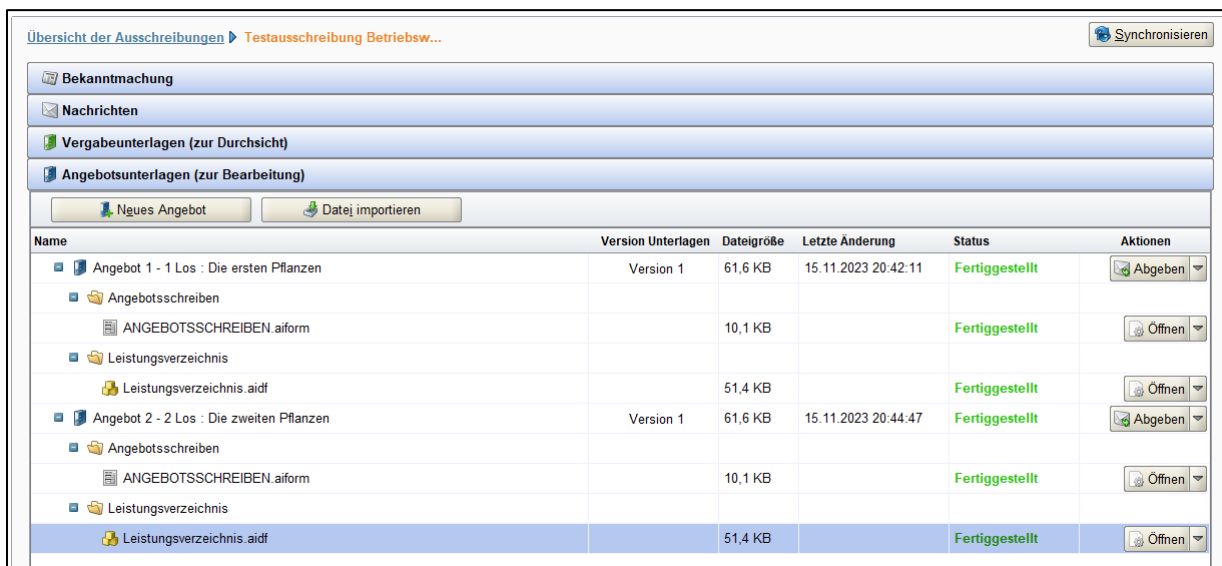 Übersicht der Ausschreibungen Testausschreibung Betriebsw... Synchronisieren
Bekanntmachung
Nachrichten
Vergabeunterlagen (zur Durchsicht)
Angebotsunterlagen (zur Bearbeitung)
Neues Angebot Datei importieren
Name Version Unterlagen Dateigröße Letzte Änderung Status Aktionen
Angebot 1 - 1 Los : Die ersten Pflanzen Version 1 61,6 KB 15.11.2023 20:42:11 Fertiggestellt Abgeben
Angebotsschreiben
ANGEBOTSSCHREIBEN.aiform 10,1 KB Fertiggestellt Öffnen
Leistungsverzeichnis
Leistungsverzeichnis.aidf 51,4 KB Fertiggestellt Öffnen
Angebot 2 - 2 Los : Die zweiten Pflanzen Version 1 61,6 KB 15.11.2023 20:44:47 Fertiggestellt Abgeben
Angebotsschreiben
ANGEBOTSSCHREIBEN.aiform 10,1 KB Fertiggestellt Öffnen
Leistungsverzeichnis
Leistungsverzeichnis.aidf 51,4 KB Fertiggestellt Öffnen